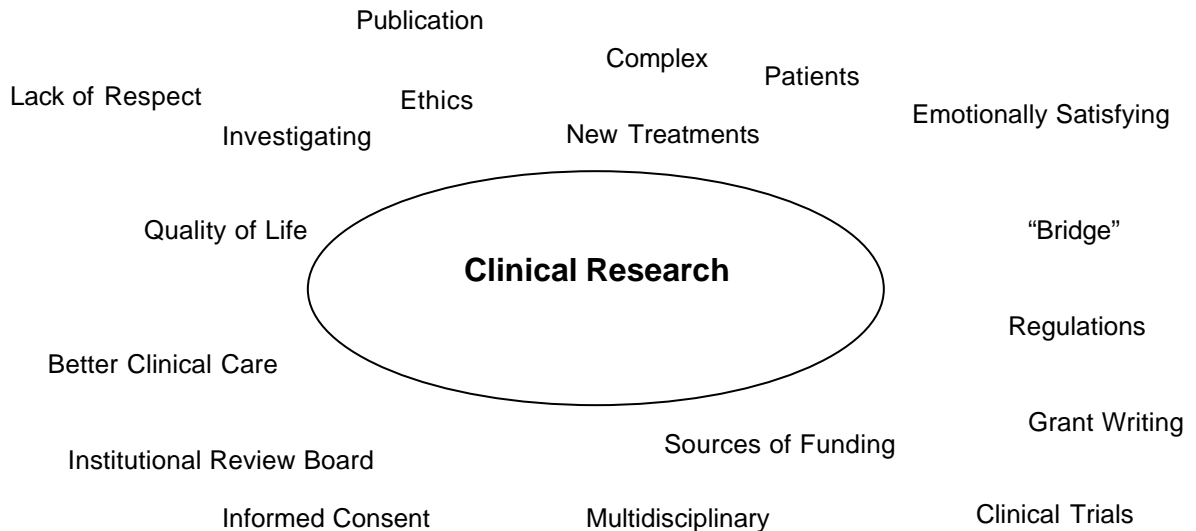 Publication
Complex
Patients
Lack of Respect
Ethics
Emotionally Satisfying
Investigating
New Treatments
Quality of Life
“Bridge”
Clinical Research
Regulations
Better Clinical Care
Grant Writing
Sources of Funding
Institutional Review Board
Informed Consent
Multidisciplinary
Clinical Trials